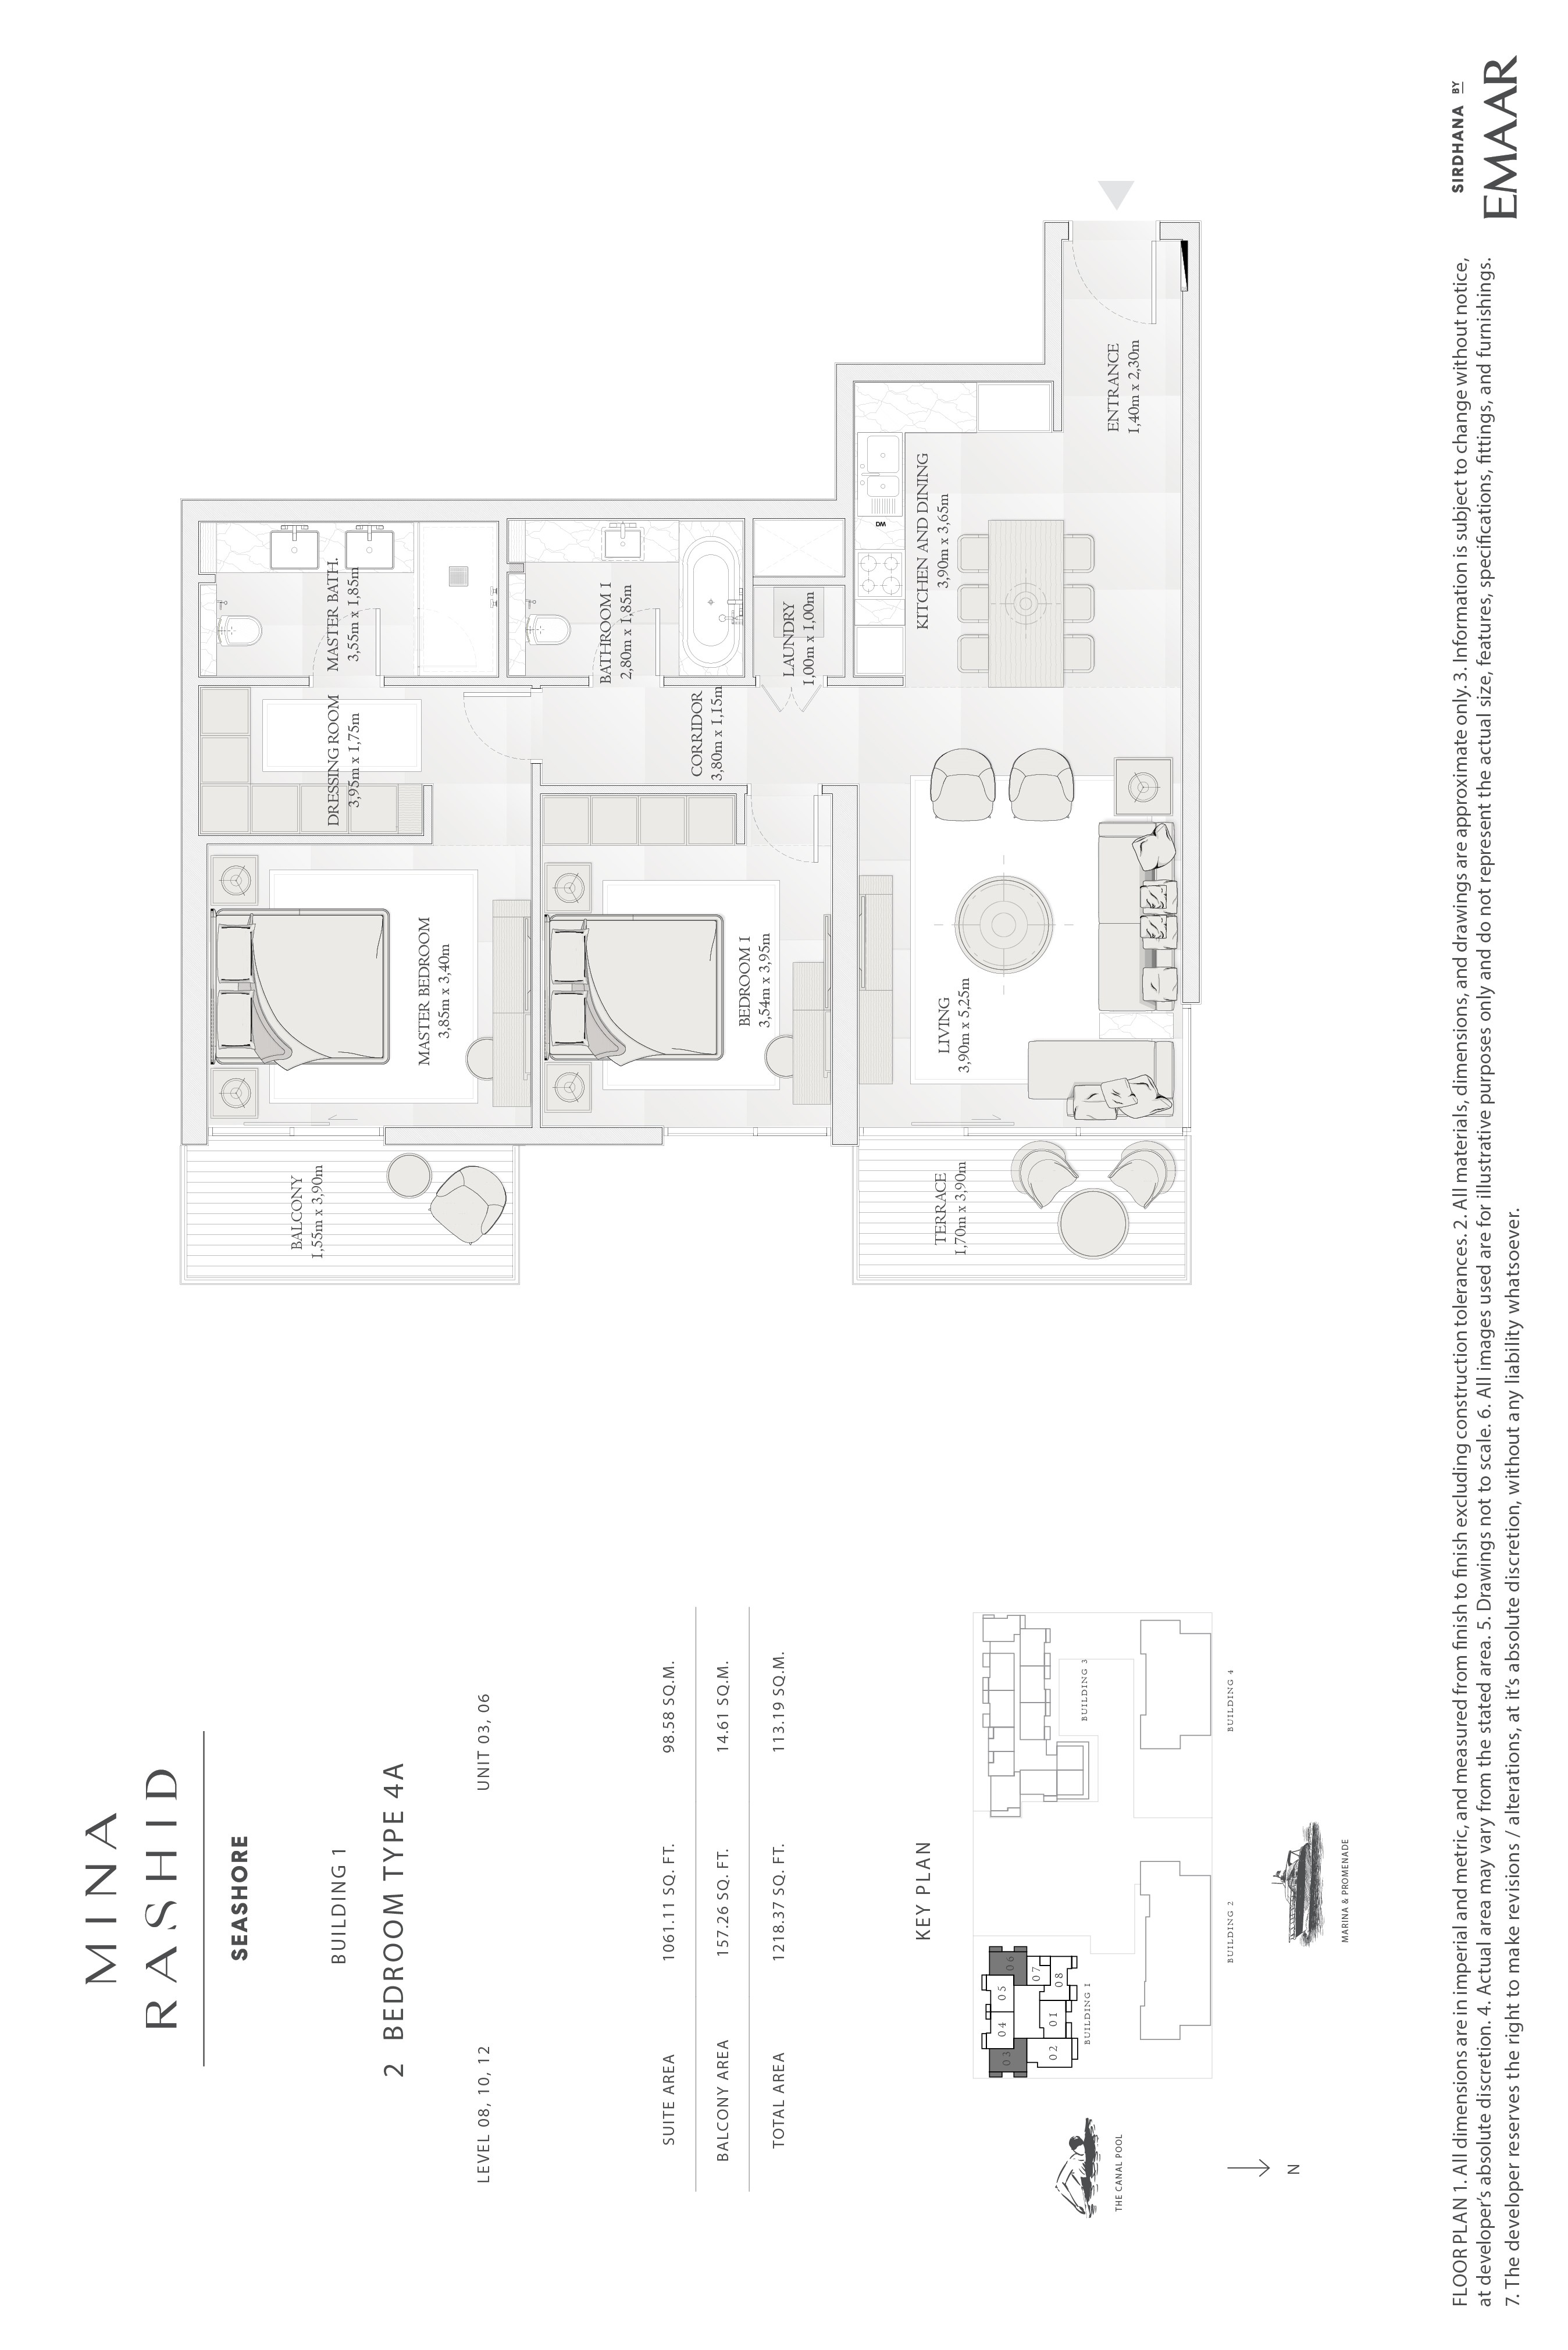 MINA
RASHID
SEASHORE
BUILDING 1
2 BEDROOM TYPE 4A
LEVEL 08, 10, 12
UNIT 03, 06
SUITE AREA 1061.11 SQ. FT. 98.58 SQ.M.
BALCONY AREA 157.26 SQ. FT. 14.61 SQ.M.
TOTAL AREA 1218.37 SQ. FT. 113.19 SQ.M.
KEY PLAN
03
04
05
06
07
08
01
02
BUILDING 1
BUILDING 3
BUILDING 2
BUILDING 4
THE CANAL POOL
N
MARINA & PROMENADE
BALCONY
1,55m x 3,90m
MASTER BEDROOM
3,85m x 3,40m
DRESSING ROOM
3,95m x 1,75m
MASTER BATH.
3,55m x 1,85m
BEDROOM 1
3,54m x 3,95m
BATHROOM 1
2,80m x 1,85m
CORRIDOR
3,80m x 1,15m
LAUNDRY
1,00m x 1,00m
WD
TERRACE
1,70m x 3,90m
LIVING
3,90m x 5,25m
KITCHEN AND DINING
3,90m x 3,65m
ENTRANCE
1,40m x 2,30m
FLOOR PLAN 1. All dimensions are in imperial and metric, and measured from finish to finish excluding construction tolerances. 2. All materials, dimensions, and drawings are approximate only. 3. Information is subject to change without notice,
at developer's absolute discretion. 4. Actual area may vary from the stated area. 5. Drawings not to scale. 6. All images used are for illustrative purposes only and do not represent the actual size, features, specifications, fittings, and furnishings.
7. The developer reserves the right to make revisions / alterations, at it's absolute discretion, without any liability whatsoever.
SIRDHANA BY
EMAAR